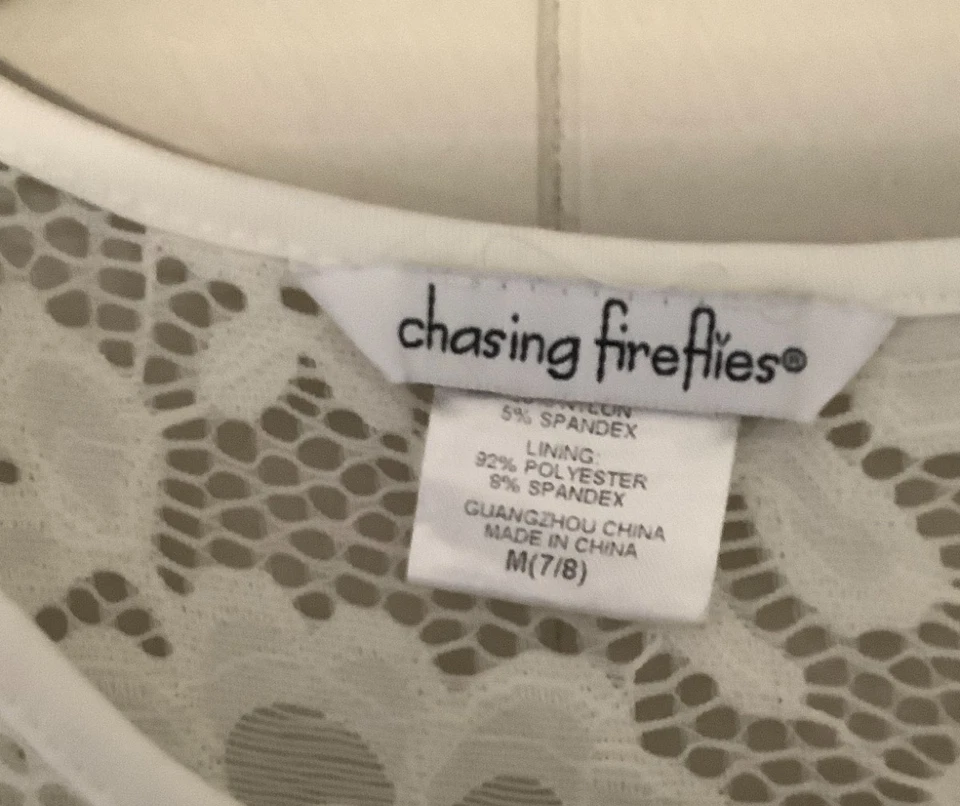 chasing fireflies®
5% SPANDEX
LINING:
92% POLYESTER
8% SPANDEX
GUANGZHOU CHINA
MADE IN CHINA
M(7/8)